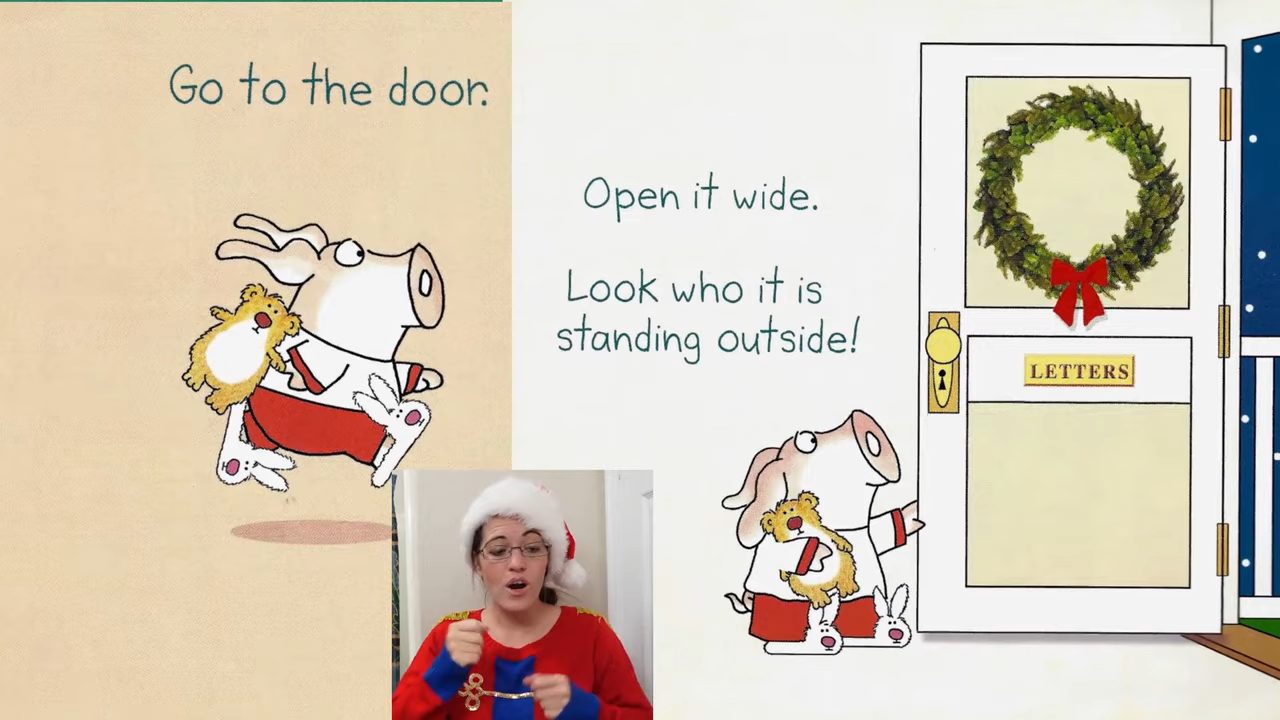 Go to the door.
Open it wide.
Look who it is
standing outside!
LETTERS